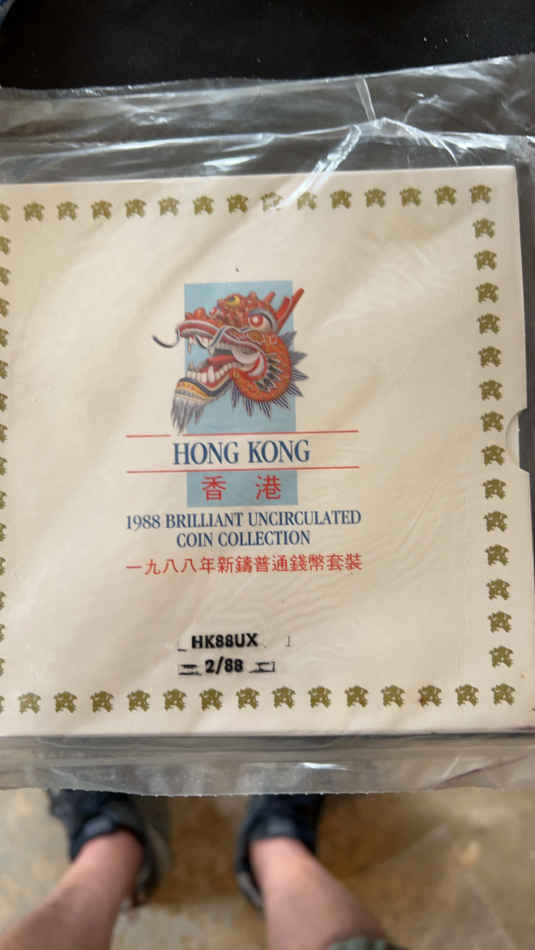 HONG KONG
香港
1988 BRILLIANT UNCIRCULATED
COIN COLLECTION
一九八八年新鑄普通錢幣套裝
HK88UX
2/88